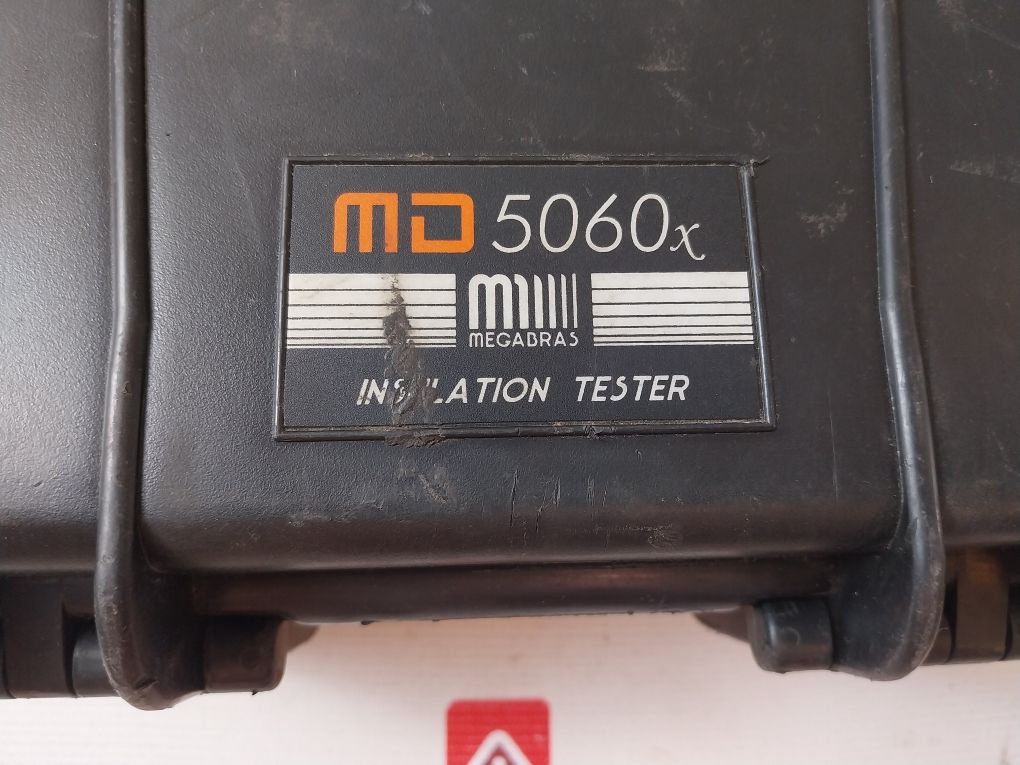 MD 5060x
MEGABRAS
INSULATION TESTER